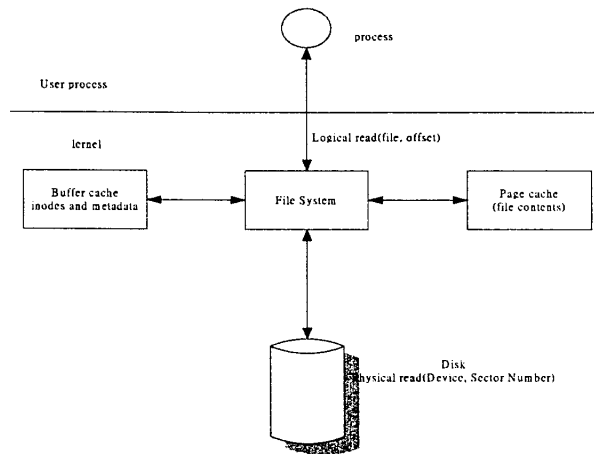 process
User process
Logical read(file, offset)
lernel
Buffer cache
inodes and metadata
File System
Page cache
(file contents)
Disk
Physical read(Device, Sector Number)